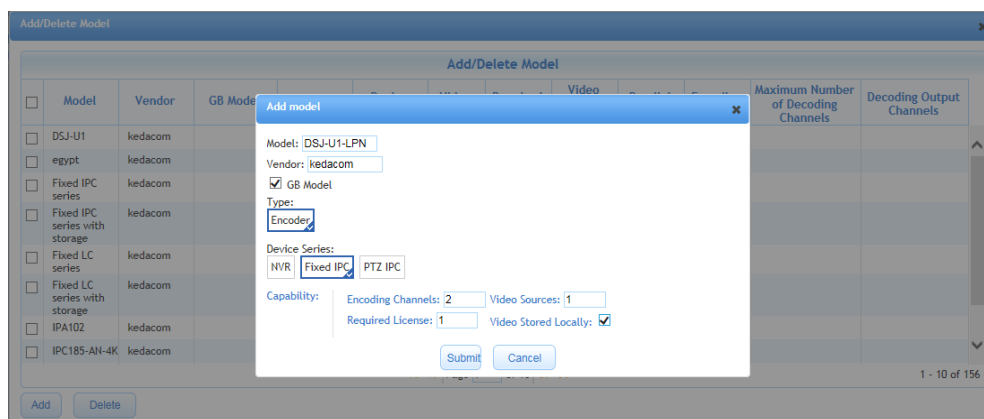 Add/Delete Model
Add/Delete Model
Model Vendor GB Mode Video Maximum Number of Decoding Channels Decoding Output Channels
DSJ-U1 kedacom
egypt kedacom
Fixed IPC series kedacom
Fixed IPC series with storage kedacom
Fixed LC series kedacom
Fixed LC series with storage kedacom
IPA102 kedacom
IPC185-AN-4K kedacom
Add model
Model: DSJ-U1-LPN
Vendor: kedacom
GB Model
Type:
Encoder
Device Series:
NVR Fixed IPC PTZ IPC
Capability: Encoding Channels: 2 Video Sources: 1
Required License: 1 Video Stored Locally:
Submit Cancel
1 - 10 of 156
Add Delete